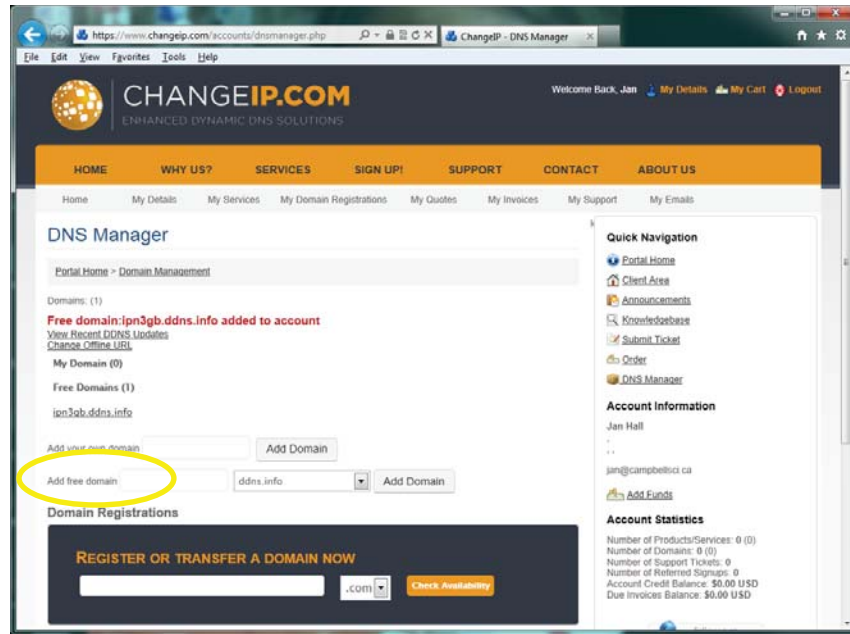 https://www.changeip.com/accounts/dnsmanager.php
ChangeIP - DNS Manager
File Edit View Favorites Tools Help
CHANGEIP.COM
ENHANCED DYNAMIC DNS SOLUTIONS
Welcome Back, Jan My Details My Cart Logout
HOME WHY US? SERVICES SIGN UP! SUPPORT CONTACT ABOUT US
Home My Details My Services My Domain Registrations My Quotes My Invoices My Support My Emails
DNS Manager
Portal Home > Domain Management
Domains: (1)
Free domain:ipn3gb.ddns.info added to account
View Recent DDNS Updates
Change Offline URL
My Domain (0)
Free Domains (1)
ipn3gb.ddns.info
Add your own domain Add Domain
Add free domain ddns.info Add Domain
Domain Registrations
REGISTER OR TRANSFER A DOMAIN NOW
.com Check Availability
Quick Navigation
Portal Home
Client Area
Announcements
Knowledgebase
Submit Ticket
Order
DNS Manager
Account Information
Jan Hall
,
, ,
jan@campbellsci.ca
Add Funds
Account Statistics
Number of Products/Services: 0 (0)
Number of Domains: 0 (0)
Number of Support Tickets: 0
Number of Referred Signups: 0
Account Credit Balance: $0.00 USD
Due Invoices Balance: $0.00 USD